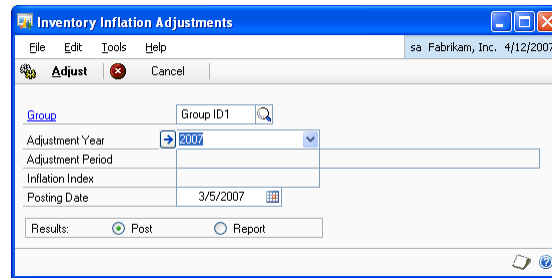 Inventory Inflation Adjustments
File Edit Tools Help sa Fabrikam, Inc. 4/12/2007
Adjust Cancel
Group Group ID1
Adjustment Year 2007
Adjustment Period
Inflation Index
Posting Date 3/5/2007
Results: Post Report